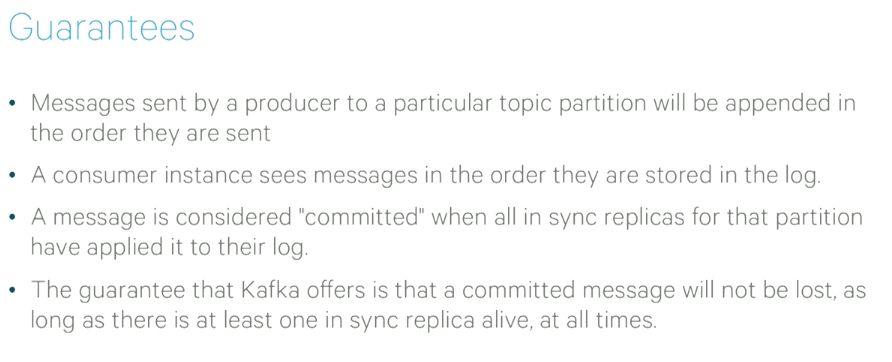 Guarantees
• Messages sent by a producer to a particular topic partition will be appended in
the order they are sent
• A consumer instance sees messages in the order they are stored in the log.
• A message is considered "committed" when all in sync replicas for that partition
have applied it to their log.
• The guarantee that Kafka offers is that a committed message will not be lost, as
long as there is at least one in sync replica alive, at all times.